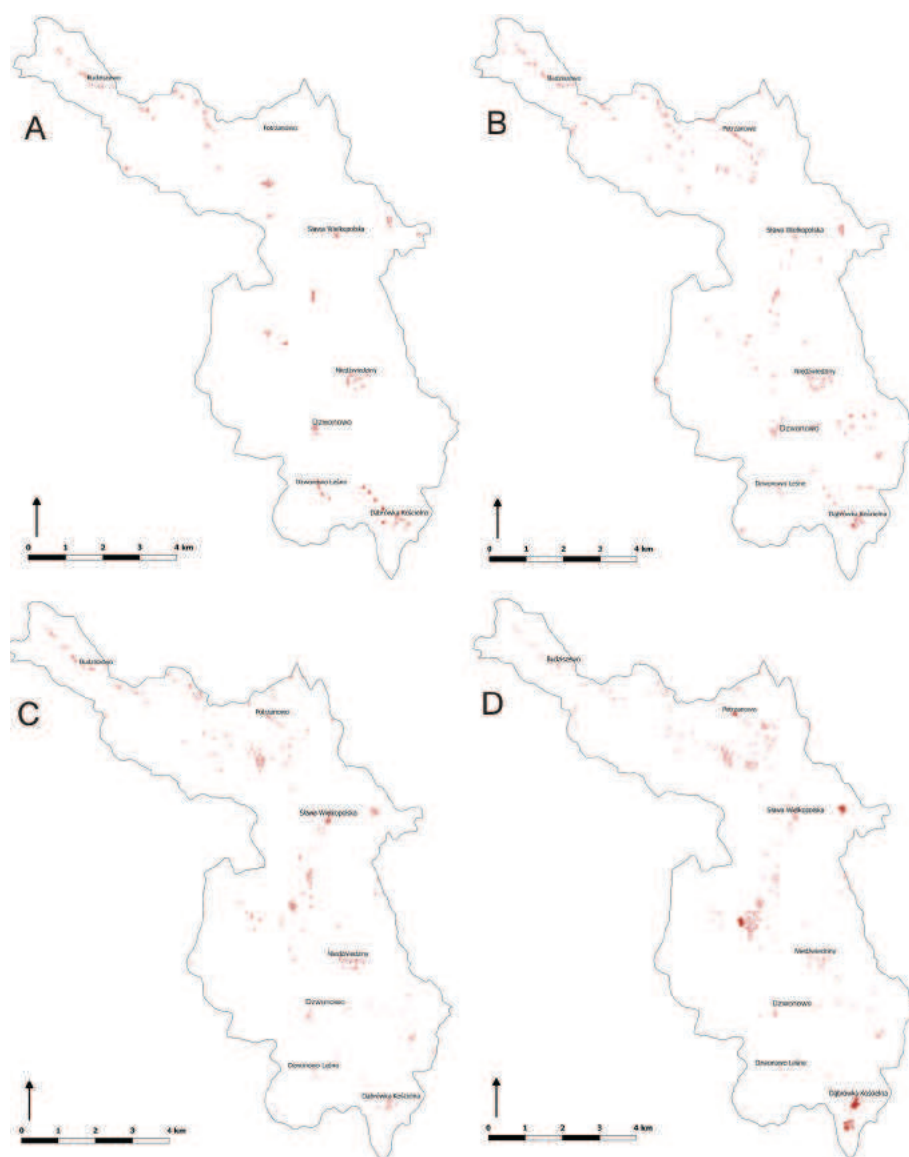 A
Budziszewo
Potrzanowo
Sława Wielkopolska
Niedźwiedziny
Dzwonowo
Dzwonowo Leśne
Dąbrówka Kościelna
0 1 2 3 4 km
B
Budziszewo
Potrzanowo
Sława Wielkopolska
Niedźwiedziny
Dzwonowo
Dzwonowo Leśne
Dąbrówka Kościelna
0 1 2 3 4 km
C
Budziszewo
Potrzanowo
Sława Wielkopolska
Niedźwiedziny
Dzwonowo
Dzwonowo Leśne
Dąbrówka Kościelna
0 1 2 3 4 km
D
Budziszewo
Potrzanowo
Sława Wielkopolska
Niedźwiedziny
Dzwonowo
Dzwonowo Leśne
Dąbrówka Kościelna
0 1 2 3 4 km